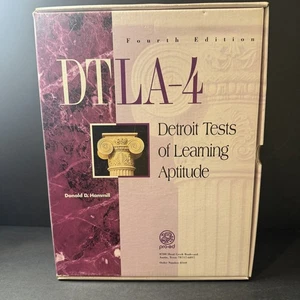 Fourth Edition
DTLA-4
Detroit Tests
of Learning
Aptitude
Donald D. Hammill
pro·ed